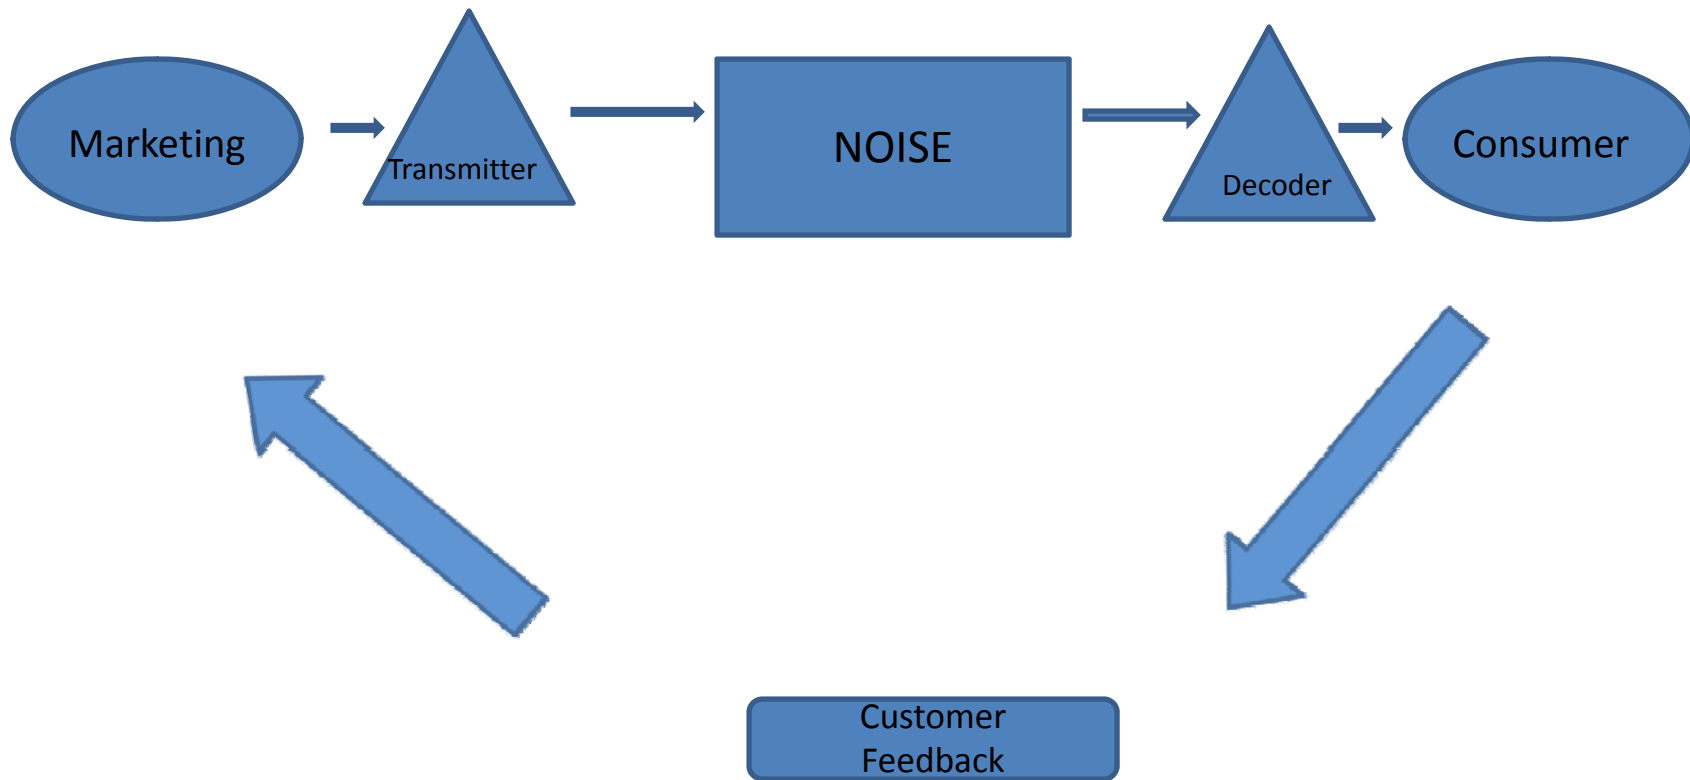 Marketing
Transmitter
NOISE
Decoder
Consumer
Customer
Feedback